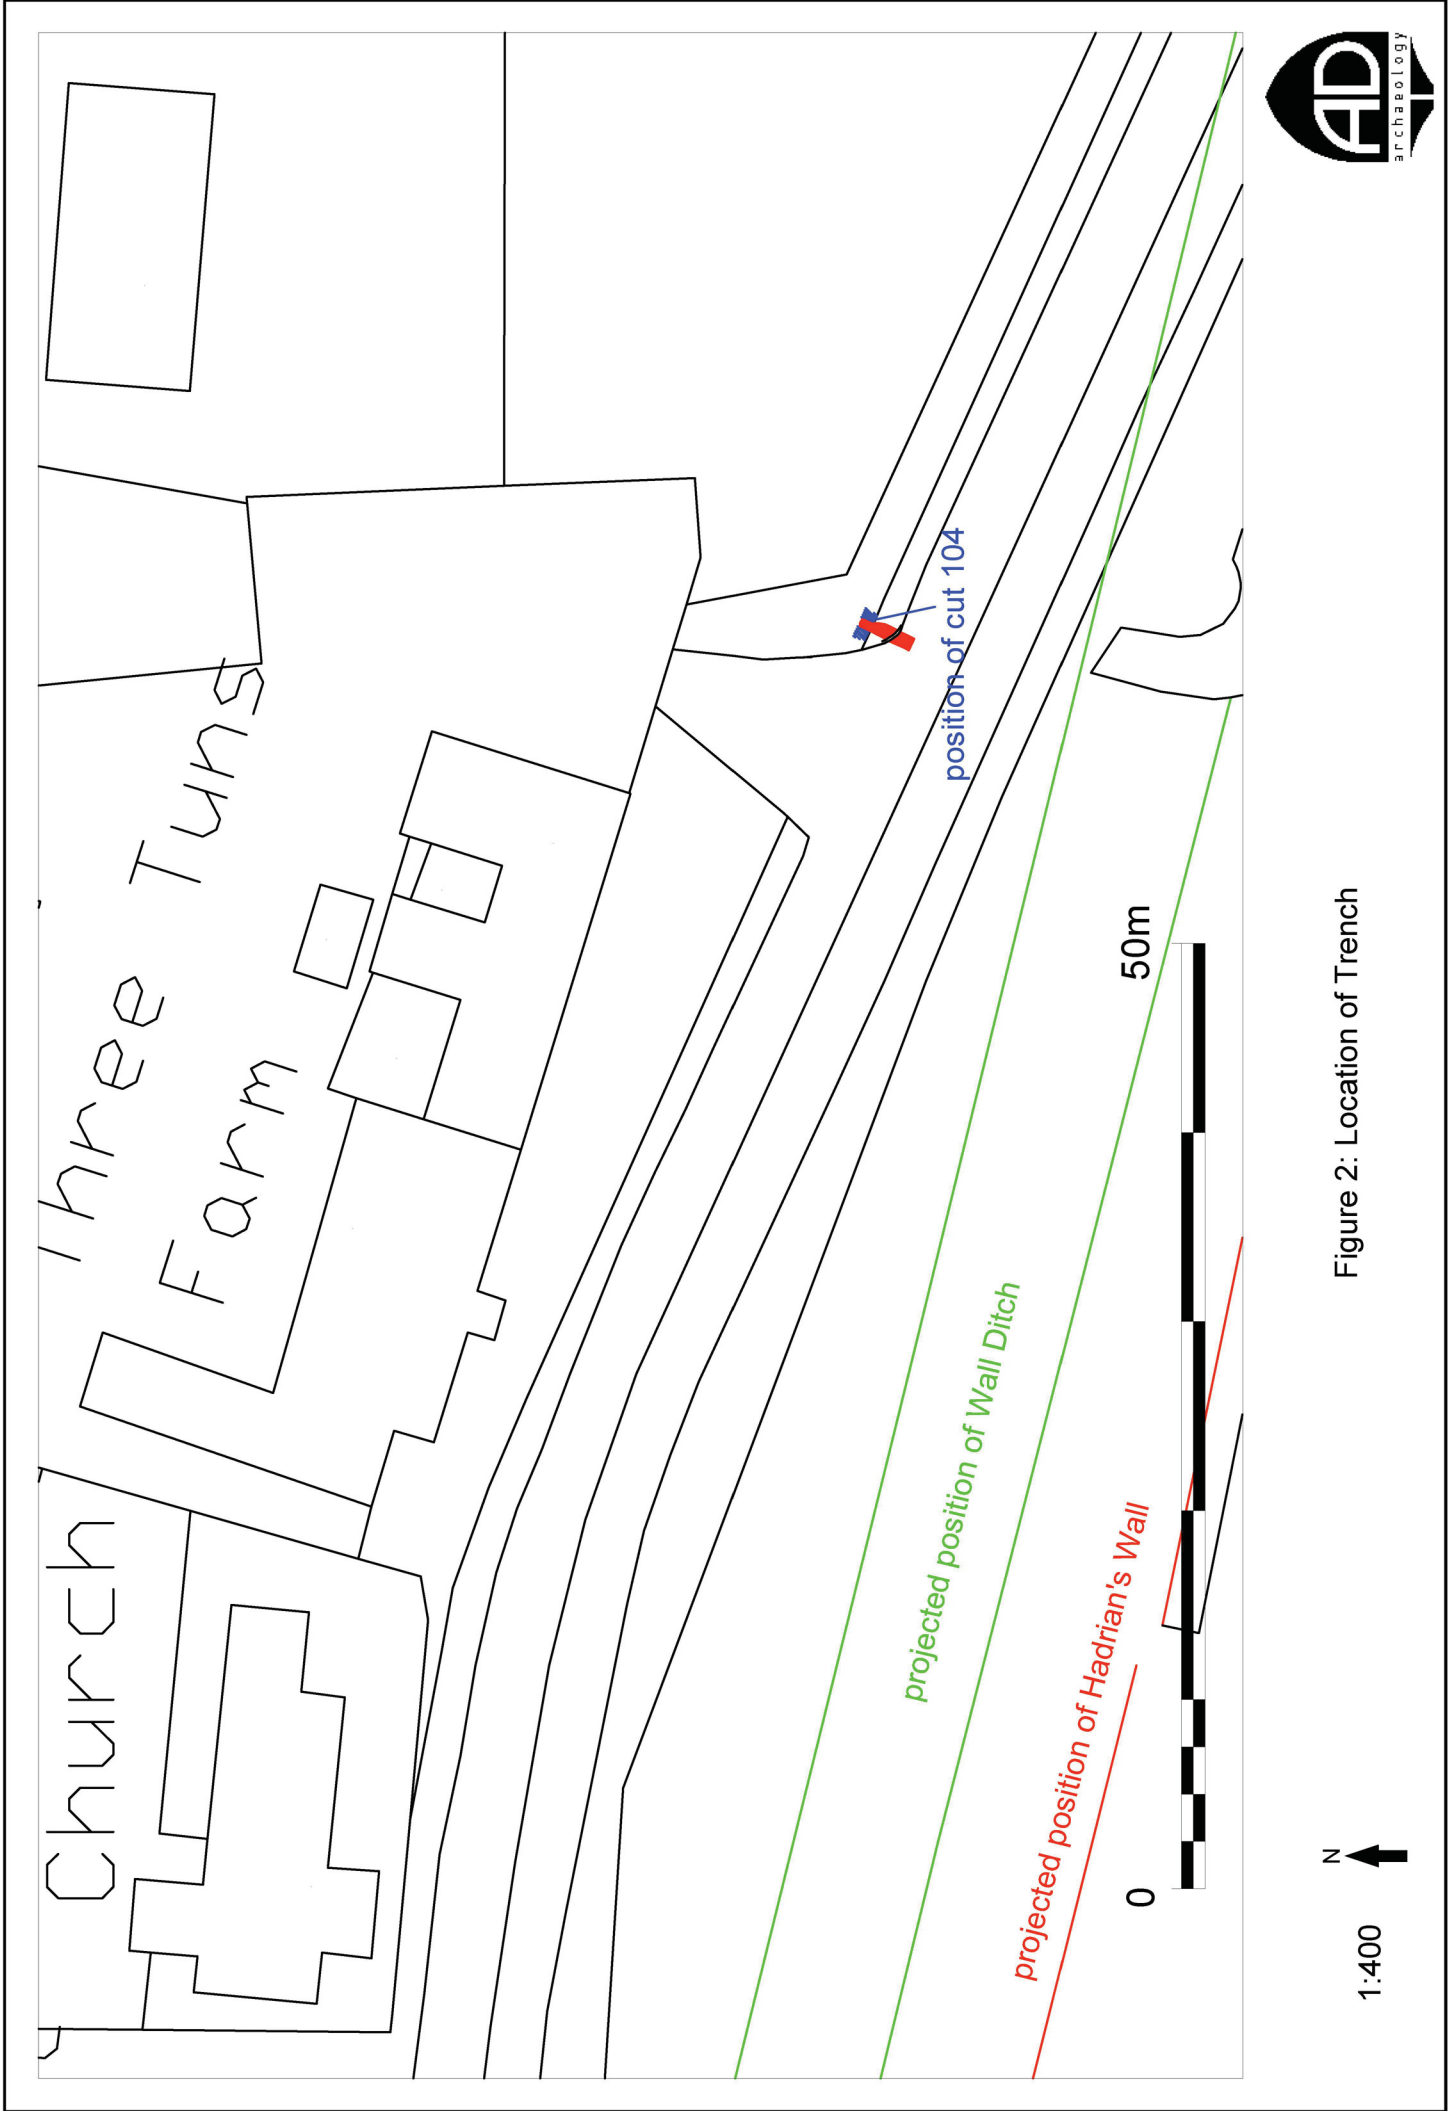 Church
Three Tuns
Farm
position of cut 104
projected position of Wall Ditch
projected position of Hadrian's Wall
0
50m
1:400
N
Figure 2: Location of Trench
AD
archaeology